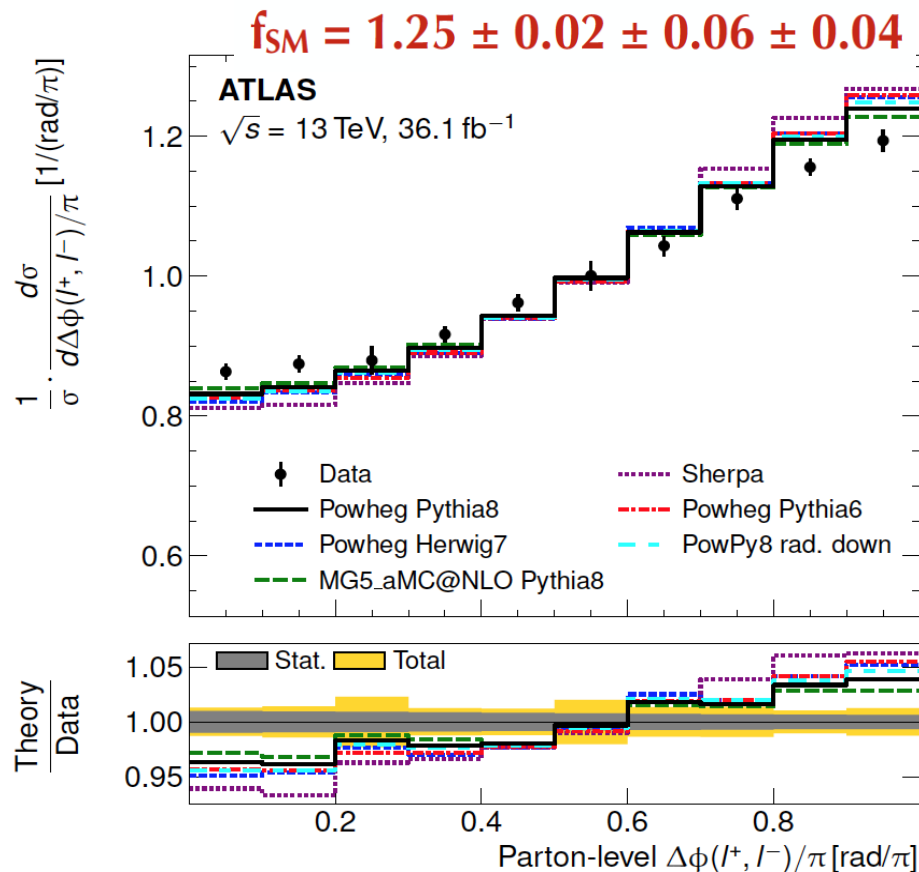 f_SM = 1.25 ± 0.02 ± 0.06 ± 0.04
ATLAS
√s = 13 TeV, 36.1 fb⁻¹
1/σ · dσ/dΔϕ(l⁺, l⁻)/π [1/(rad/π)]
1.2
1.0
0.8
0.6
Data
Powheg Pythia8
Powheg Herwig7
MG5_aMC@NLO Pythia8
Sherpa
Powheg Pythia6
PowPy8 rad. down
Theory
Data
1.05
1.00
0.95
Stat.
Total
0.2 0.4 0.6 0.8
Parton-level Δϕ(l⁺, l⁻)/π [rad/π]